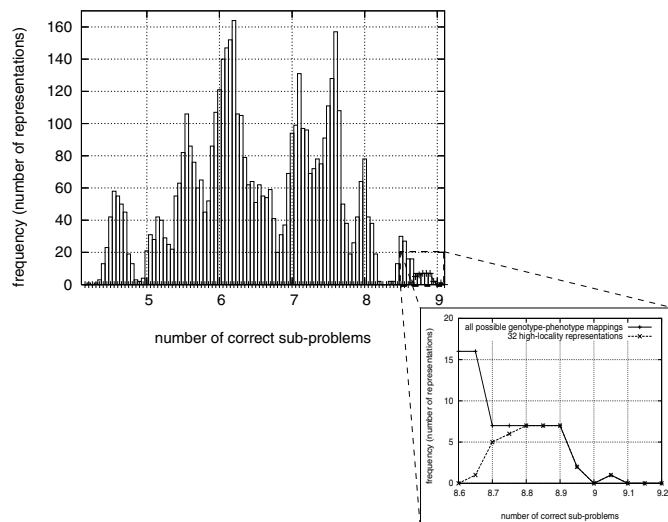 160
140
120
100
80
60
40
20
0
frequency (number of representations)
5 6 7 8 9
number of correct sub-problems
20
15
10
5
0
frequency (number of representations)
all possible genotype-phenotype mappings
32 high-locality representations
8.6 8.7 8.8 8.9 9 9.1 9.2
number of correct sub-problems